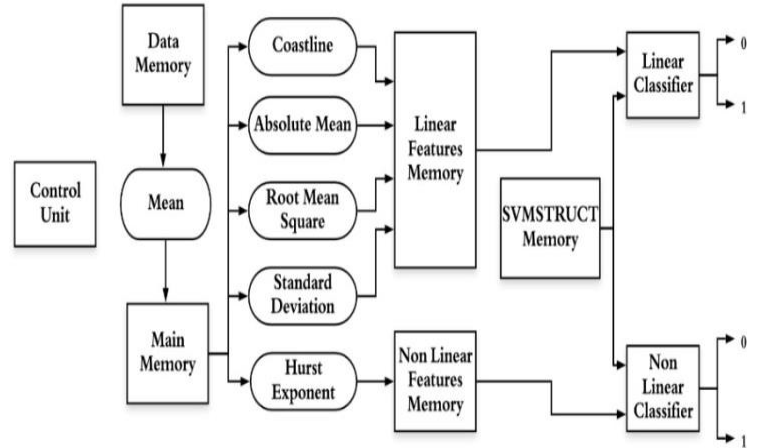 Data
Memory
Control
Unit
Mean
Main
Memory
Coastline
Absolute Mean
Root Mean
Square
Standard
Deviation
Hurst
Exponent
Linear
Features
Memory
Non Linear
Features
Memory
SVMSTRUCT
Memory
Linear
Classifier
0
1
Non
Linear
Classifier
0
1